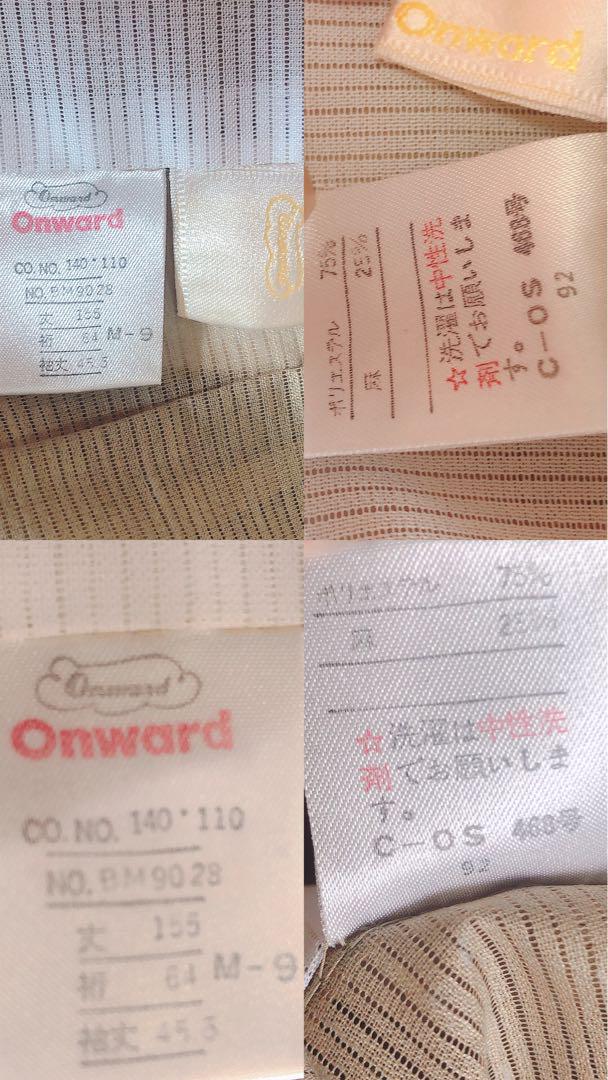 Onward
Onward
CO. NO. 140・110
NO. BM9028
丈 155
裄 64
M-9
袖丈 45.3
Onward
Onward
ポリエステル 75%
麻 25%
☆洗濯は中性洗
剤でお願いしま
す。
C-OS 468号
92
Onward
Onward
CO. NO. 140・110
NO. BM9028
丈 155
裄 64
M-9
袖丈 45.3
ポリエステル 75%
麻 25%
☆洗濯は中性洗
剤でお願いしま
す。
C-OS 468号
92